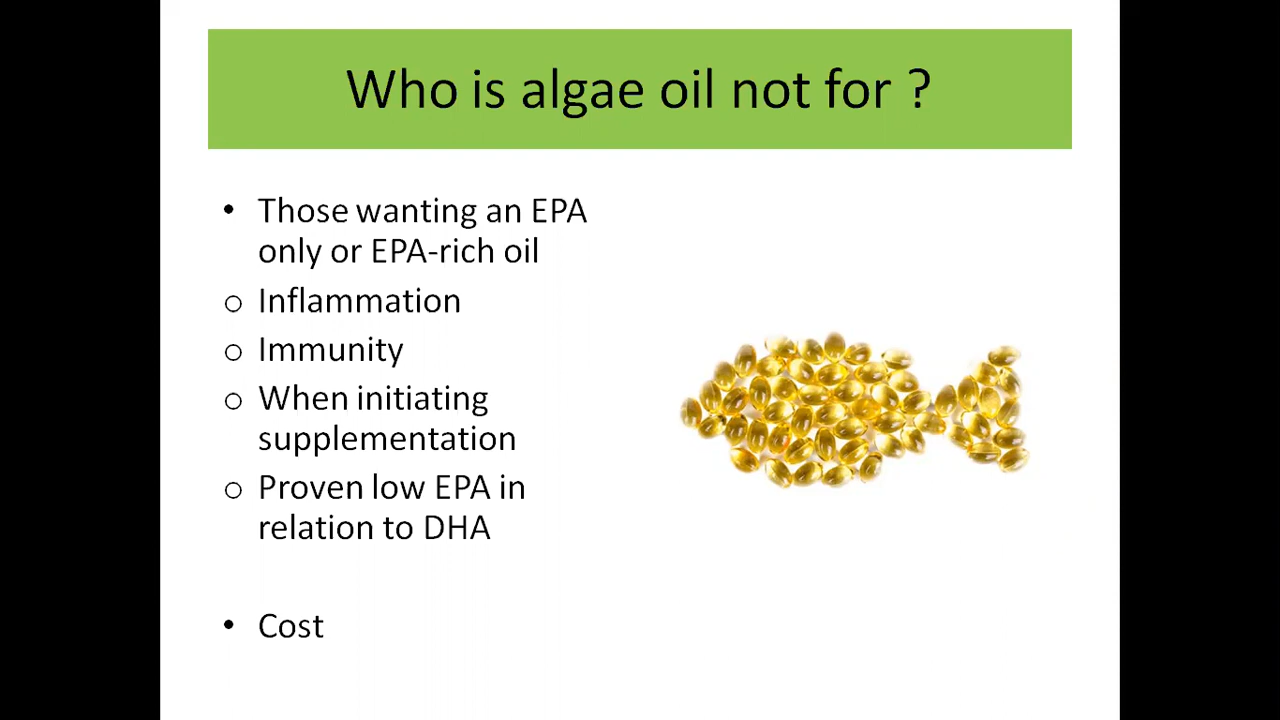 Who is algae oil not for ?
• Those wanting an EPA
only or EPA-rich oil
o Inflammation
o Immunity
o When initiating
supplementation
o Proven low EPA in
relation to DHA
• Cost